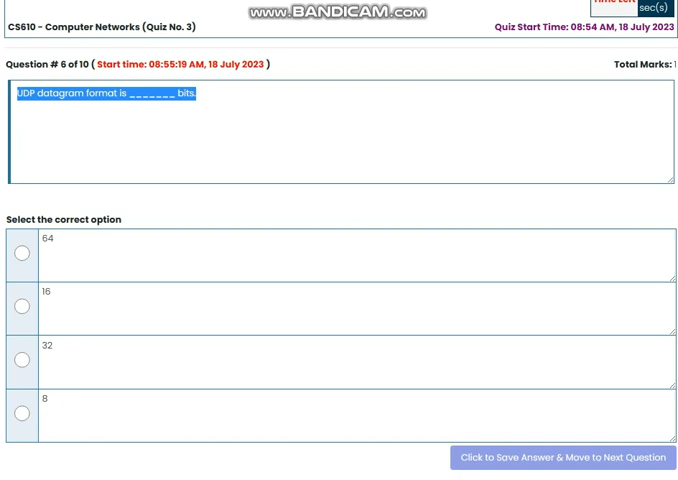 www.BANDICAM.com
sec(s)
CS610 - Computer Networks (Quiz No. 3)
Quiz Start Time: 08:54 AM, 18 July 2023
Question # 6 of 10 ( Start time: 08:55:19 AM, 18 July 2023 )
Total Marks: 1
UDP datagram format is _______ bits.
Select the correct option
64
16
32
8
Click to Save Answer & Move to Next Question